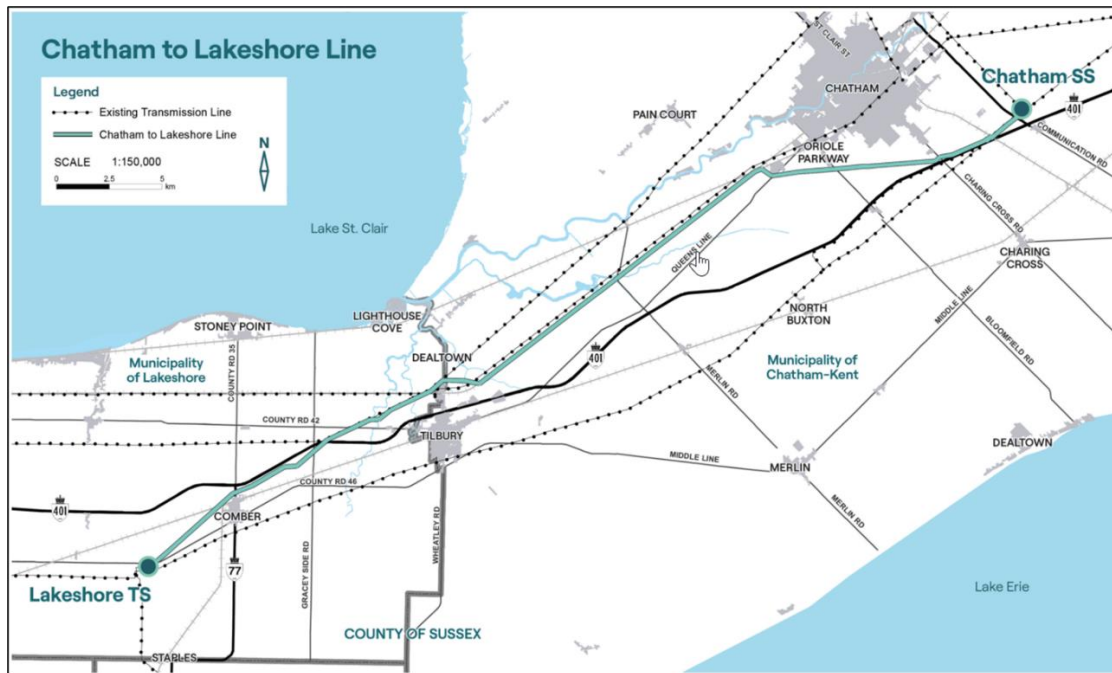 Chatham to Lakeshore Line
Legend
Existing Transmission Line
Chatham to Lakeshore Line
SCALE 1:150,000
0 2.5 5
km
N
ST CLAIR ST
CHATHAM
Chatham SS
401
PAIN COURT
COMMUNICATION RD
ORIOLE
PARKWAY
CHARING CROSS RD
Lake St. Clair
QUEENS LINE
CHARING
CROSS
LIGHTHOUSE
COVE
STONEY POINT
NORTH
BUXTON
MIDDLE LINE
BLOOMFIELD RD
DEALTOWN
401
Municipality
of Lakeshore
COUNTY RD 35
Municipality of
Chatham-Kent
MERLIN RD
COUNTY RD 42
TILBURY
DEALTOWN
MIDDLE LINE
MERLIN
COUNTY RD 46
401
COMBER
MERLIN RD
WHEATLEY RD
GRACEY SIDE RD
77
Lakeshore TS
Lake Erie
COUNTY OF SUSSEX
STAPLES